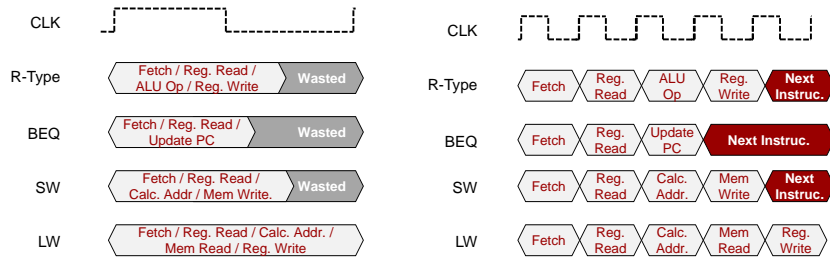 CLK
R-Type
Fetch / Reg. Read /
ALU Op / Reg. Write
Wasted
BEQ
Fetch / Reg. Read /
Update PC
Wasted
SW
Fetch / Reg. Read /
Calc. Addr / Mem Write.
Wasted
LW
Fetch / Reg. Read / Calc. Addr. /
Mem Read / Reg. Write
CLK
R-Type
Fetch
Reg.
Read
ALU
Op
Reg.
Write
Next
Instruc.
BEQ
Fetch
Reg.
Read
Update
PC
Next Instruc.
SW
Fetch
Reg.
Read
Calc.
Addr.
Mem
Write
Next
Instruc.
LW
Fetch
Reg.
Read
Calc.
Addr.
Mem
Read
Reg.
Write